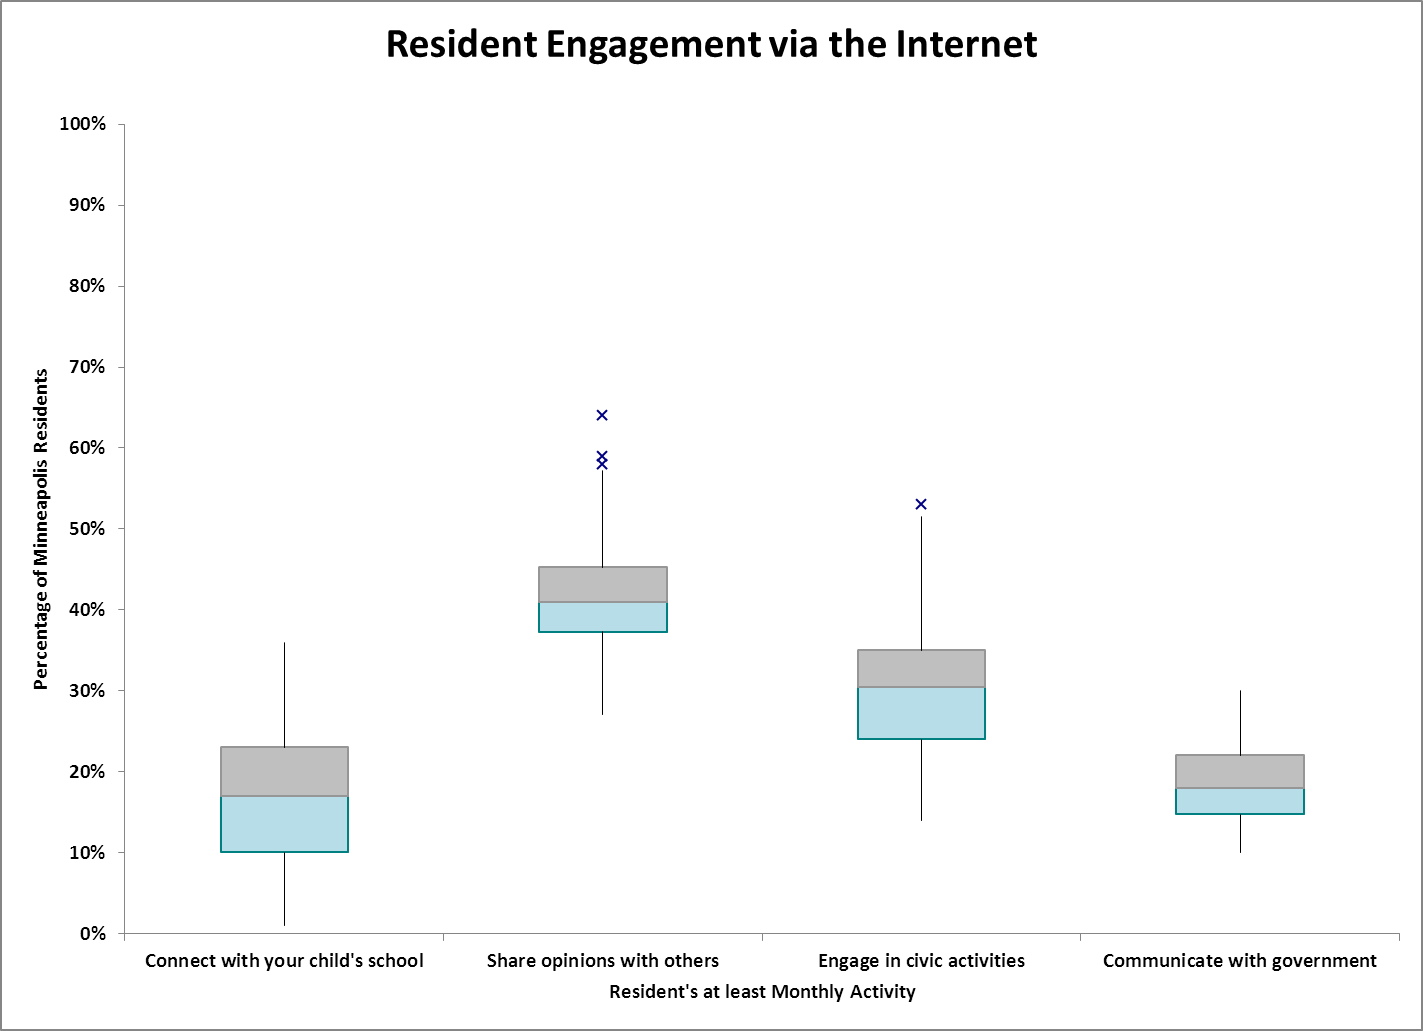 Resident Engagement via the Internet
100%
90%
80%
70%
60%
50%
40%
30%
20%
10%
0%
Percentage of Minneapolis Residents
Connect with your child's school
Share opinions with others
Engage in civic activities
Communicate with government
Resident's at least Monthly Activity